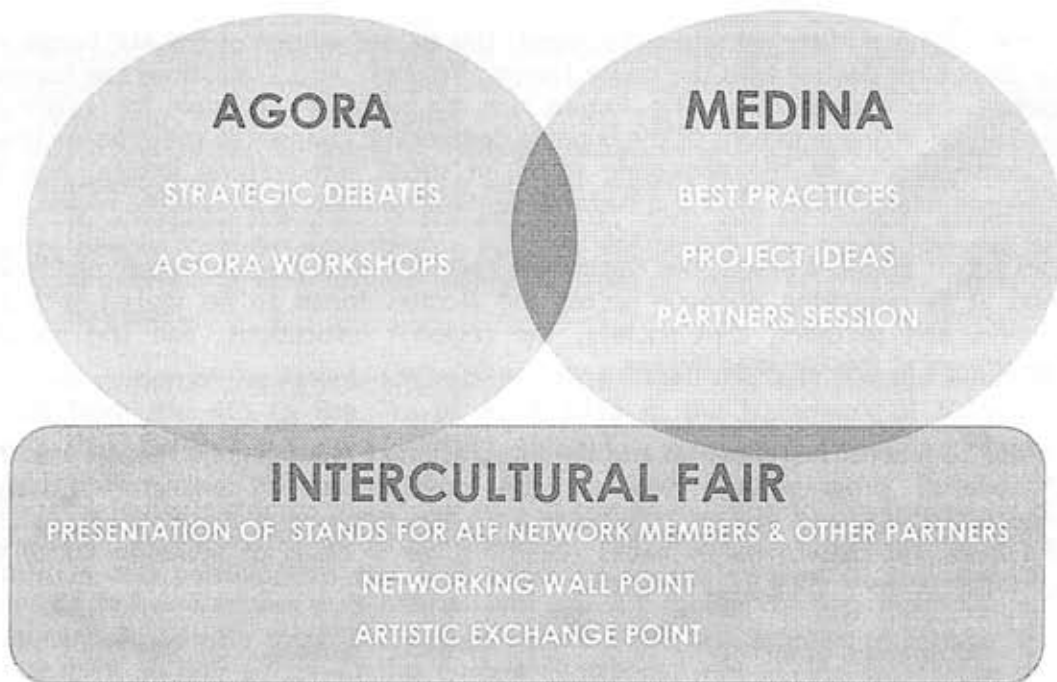 AGORA
STRATEGIC DEBATES
AGORA WORKSHOPS
MEDINA
BEST PRACTICES
PROJECT IDEAS
PARTNERS SESSION
INTERCULTURAL FAIR
PRESENTATION OF STANDS FOR ALF NETWORK MEMBERS & OTHER PARTNERS
NETWORKING WALL POINT
ARTISTIC EXCHANGE POINT